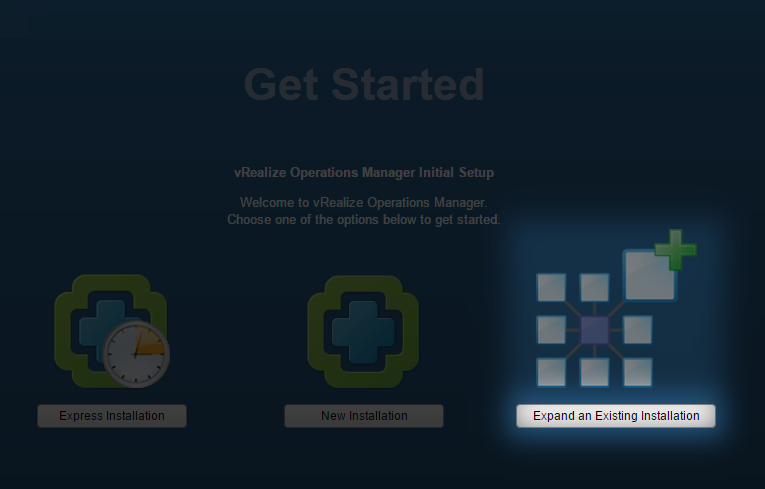 Get Started
vRealize Operations Manager Initial Setup
Welcome to vRealize Operations Manager.
Choose one of the options below to get started.
Express Installation
New Installation
Expand an Existing Installation